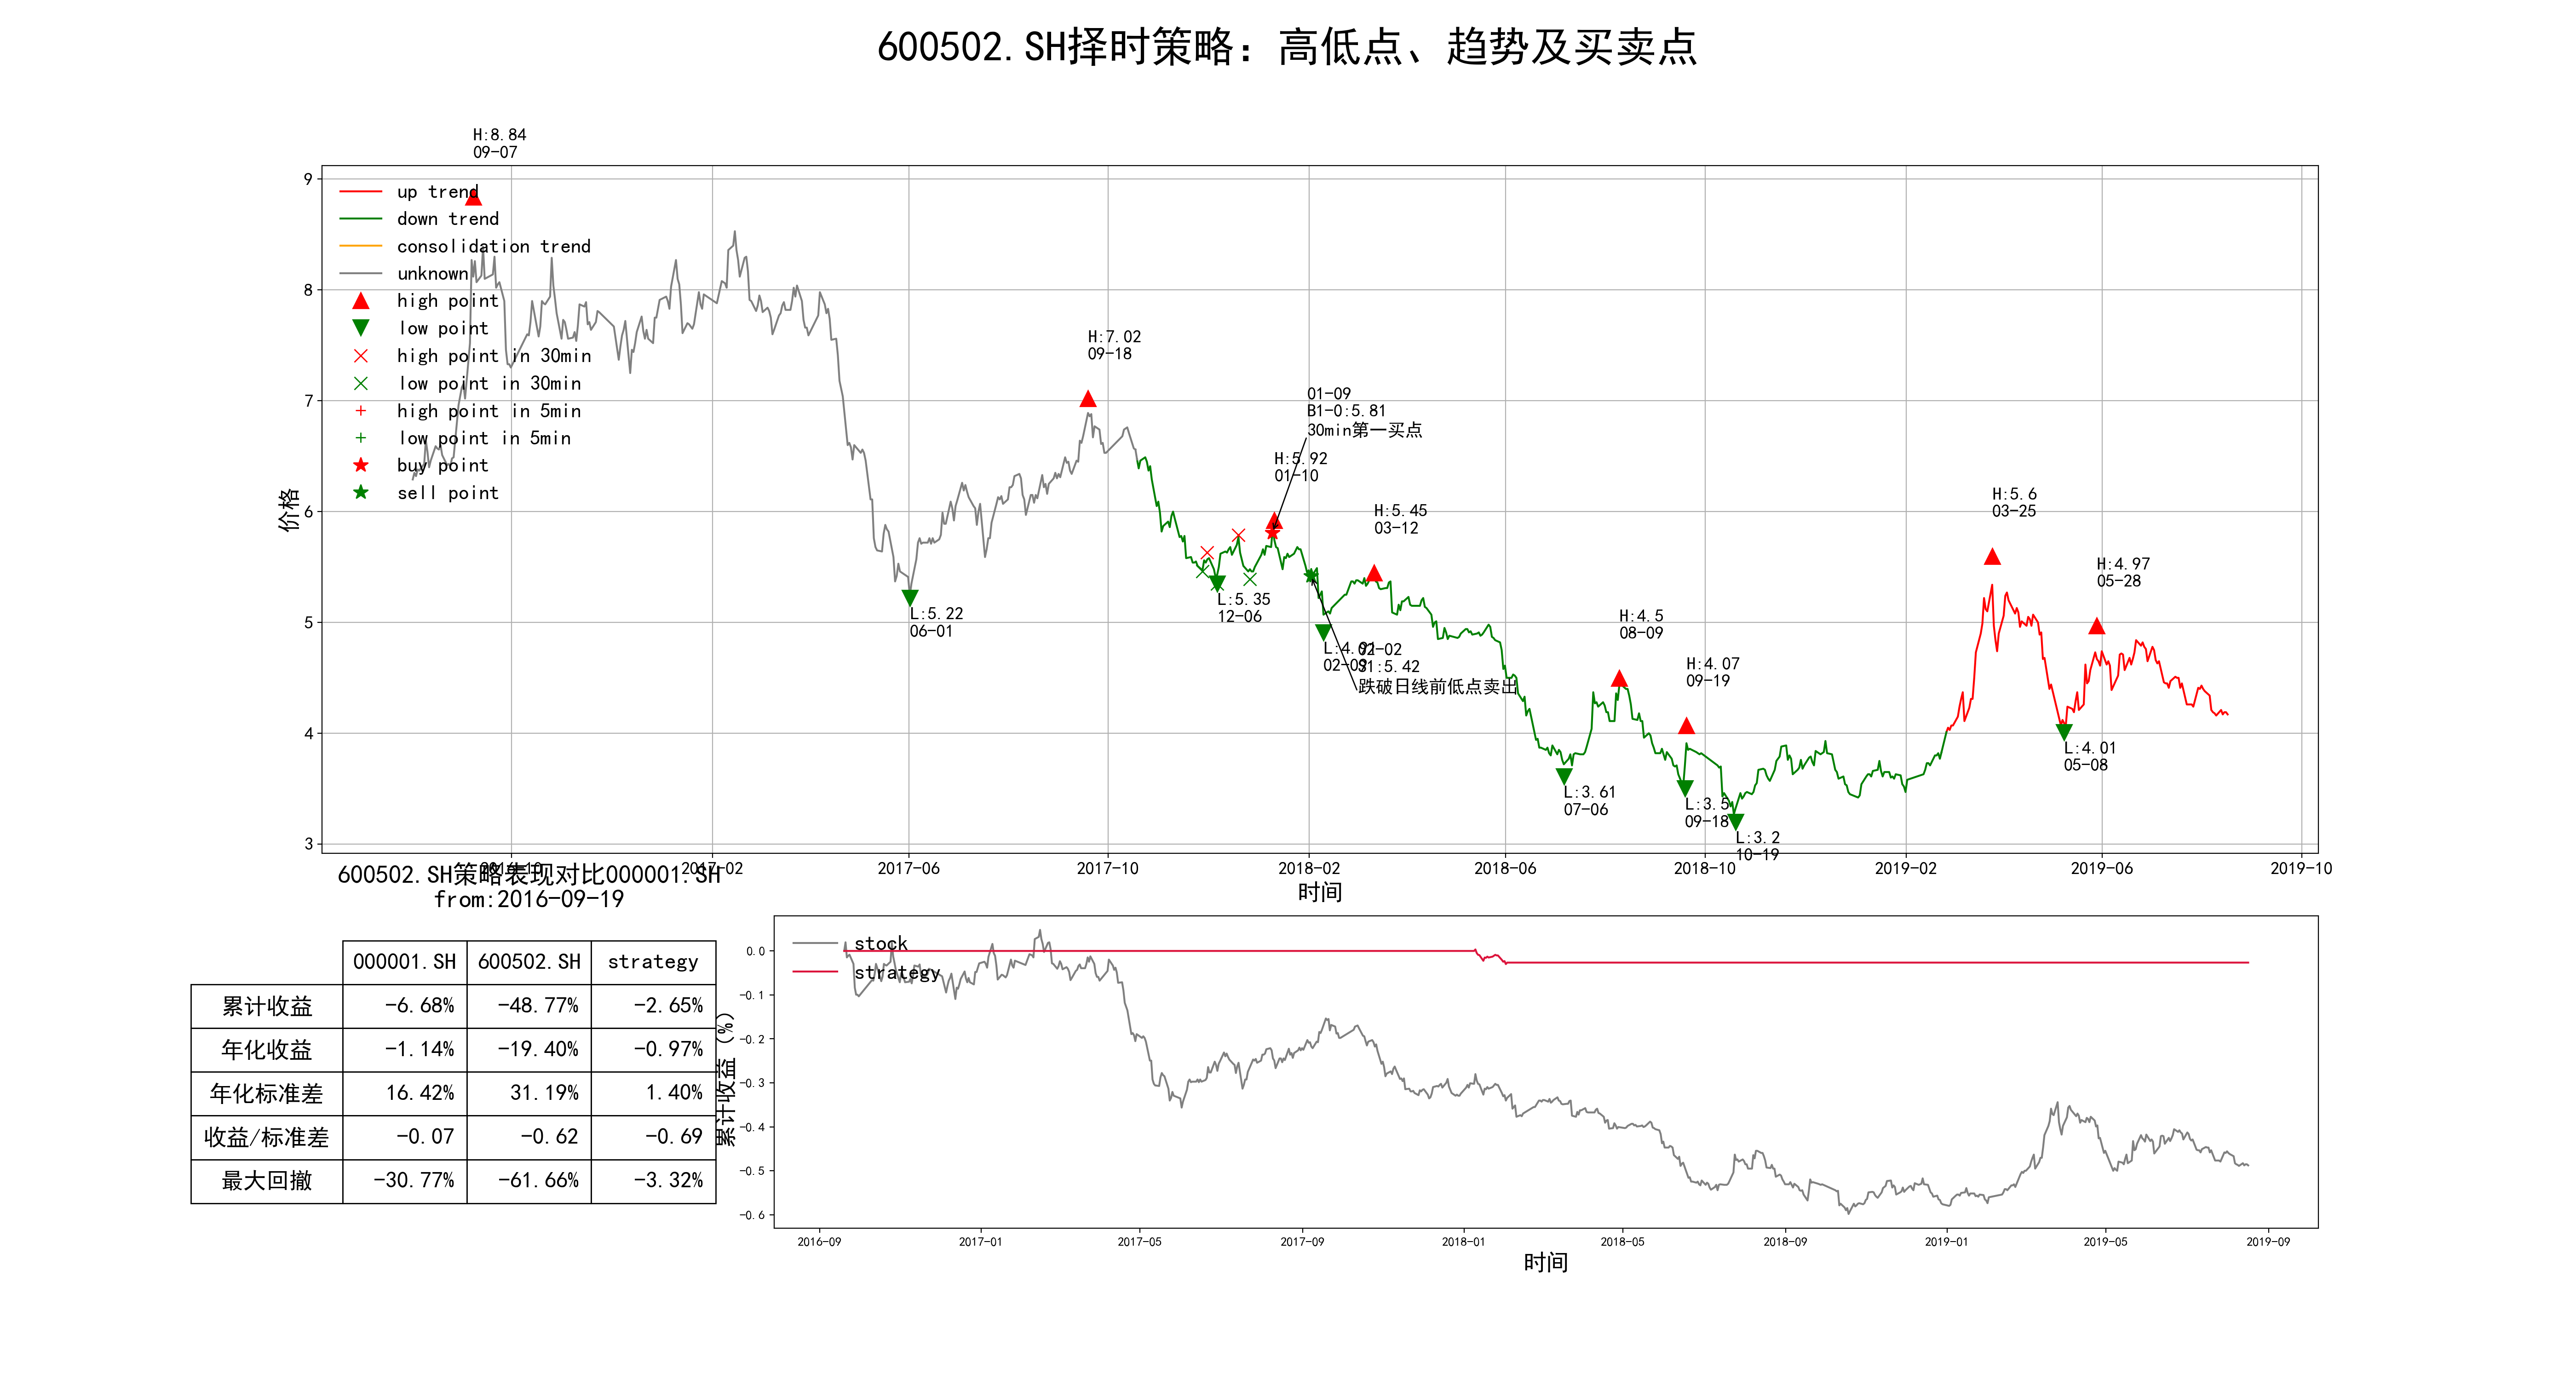 600502.SH择时策略：高低点、趋势及买卖点
H:8.84
09-07
up trend
down trend
consolidation trend
unknown
high point
low point
high point in 30min
low point in 30min
high point in 5min
low point in 5min
buy point
sell point
H:7.02
09-18
01-09
B1-0:5.81
30min第一买点
H:5.92
01-10
H:5.45
03-12
H:5.6
03-25
H:4.97
05-28
L:5.22
06-01
L:5.35
12-06
L:4.91
02-09
02-02
S1:5.42
跌破日线前低点卖出
H:4.5
08-09
H:4.07
09-19
L:3.61
07-06
L:3.5
09-18
L:3.2
10-19
L:4.01
05-08
9
8
7
6
5
4
3
价格
2016-10
2017-02
2017-06
2017-10
2018-02
2018-06
2018-10
2019-02
2019-06
2019-10
时间
600502.SH策略表现对比000001.SH
from:2016-09-19
000001.SH 600502.SH strategy
累计收益 -6.68% -48.77% -2.65%
年化收益 -1.14% -19.40% -0.97%
年化标准差 16.42% 31.19% 1.40%
收益/标准差 -0.07 -0.62 -0.69
最大回撤 -30.77% -61.66% -3.32%
stock
strategy
0.0
-0.1
-0.2
-0.3
-0.4
-0.5
-0.6
累计收益（%）
2016-09
2017-01
2017-05
2017-09
2018-01
2018-05
2018-09
2019-01
2019-05
2019-09
时间